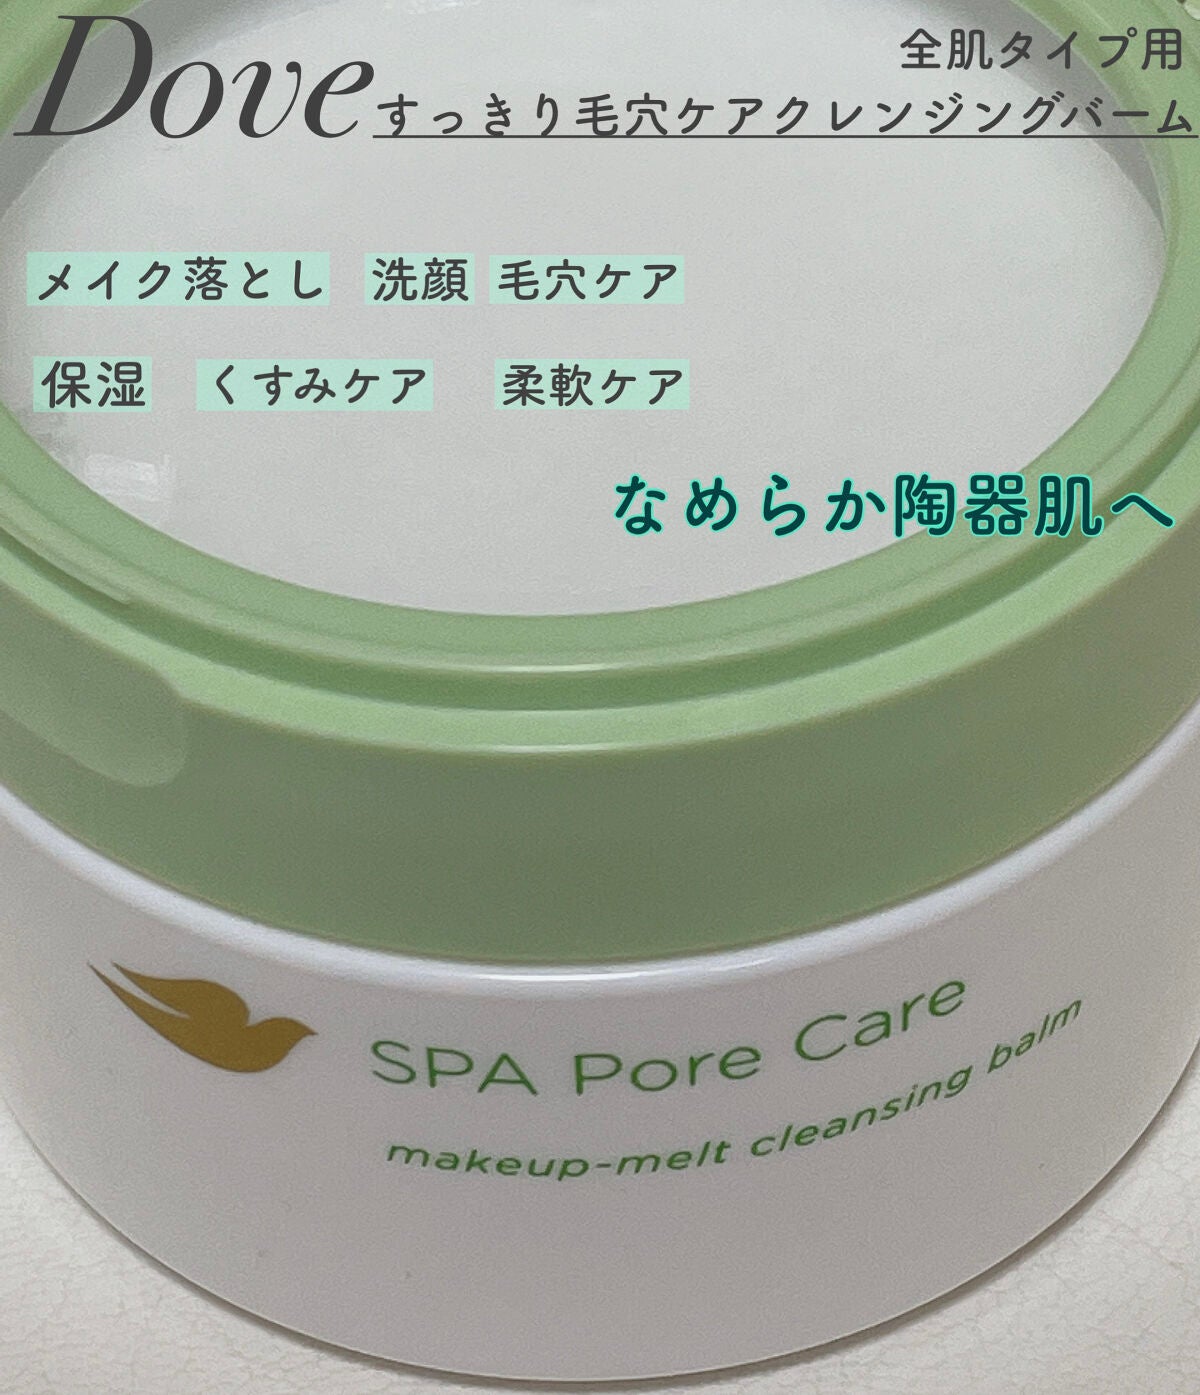 全肌タイプ用
Dove すっきり毛穴ケアクレンジングバーム
メイク落とし 洗顔 毛穴ケア
保湿 くすみケア 柔軟ケア
なめらか陶器肌へ
SPA Pore Care
makeup-melt cleansing balm